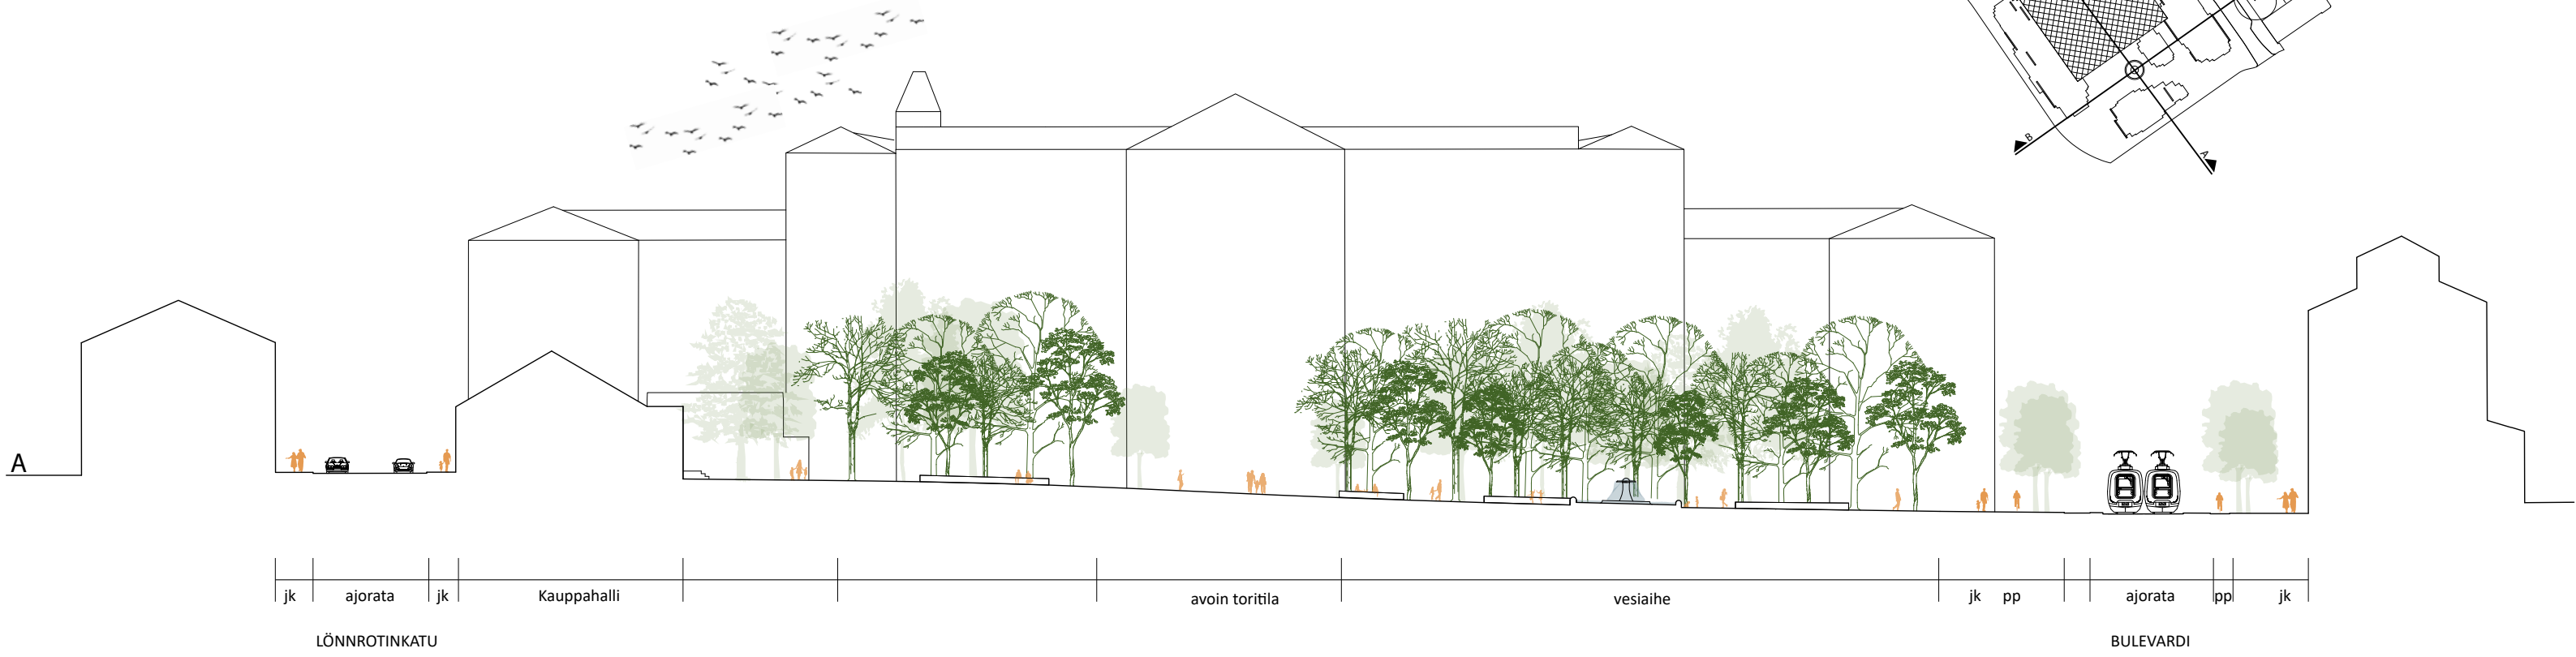 B
A
A
jk ajorata jk Kauppahalli avoin toritila vesiaihe jk pp ajorata pp jk
LÖNNROTINKATU BULEVARDI